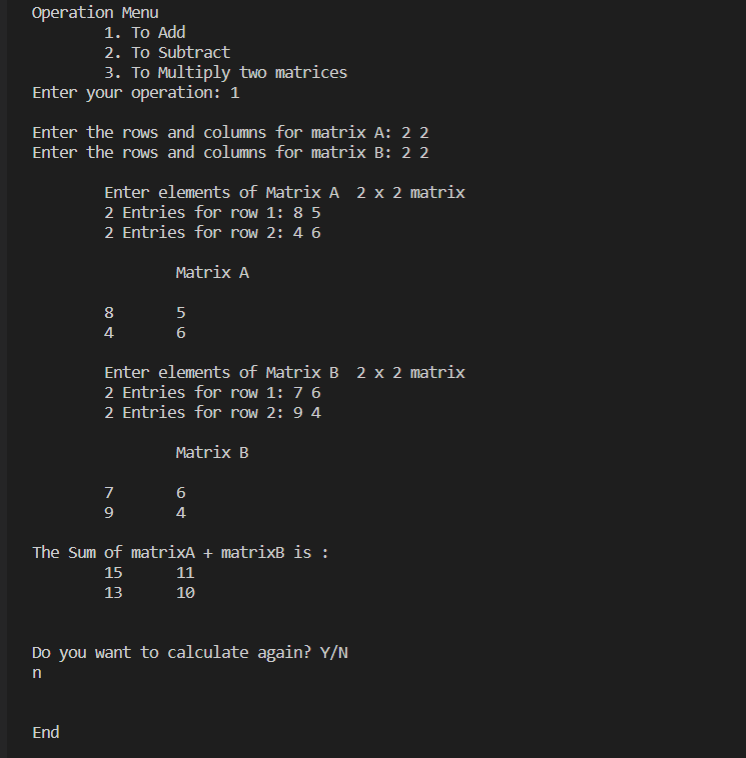 Operation Menu
1. To Add
2. To Subtract
3. To Multiply two matrices
Enter your operation: 1
Enter the rows and columns for matrix A: 2 2
Enter the rows and columns for matrix B: 2 2
Enter elements of Matrix A  2 x 2 matrix
2 Entries for row 1: 8 5
2 Entries for row 2: 4 6
Matrix A
8 5
4 6
Enter elements of Matrix B  2 x 2 matrix
2 Entries for row 1: 7 6
2 Entries for row 2: 9 4
Matrix B
7 6
9 4
The Sum of matrixA + matrixB is :
15 11
13 10
Do you want to calculate again? Y/N
n
End